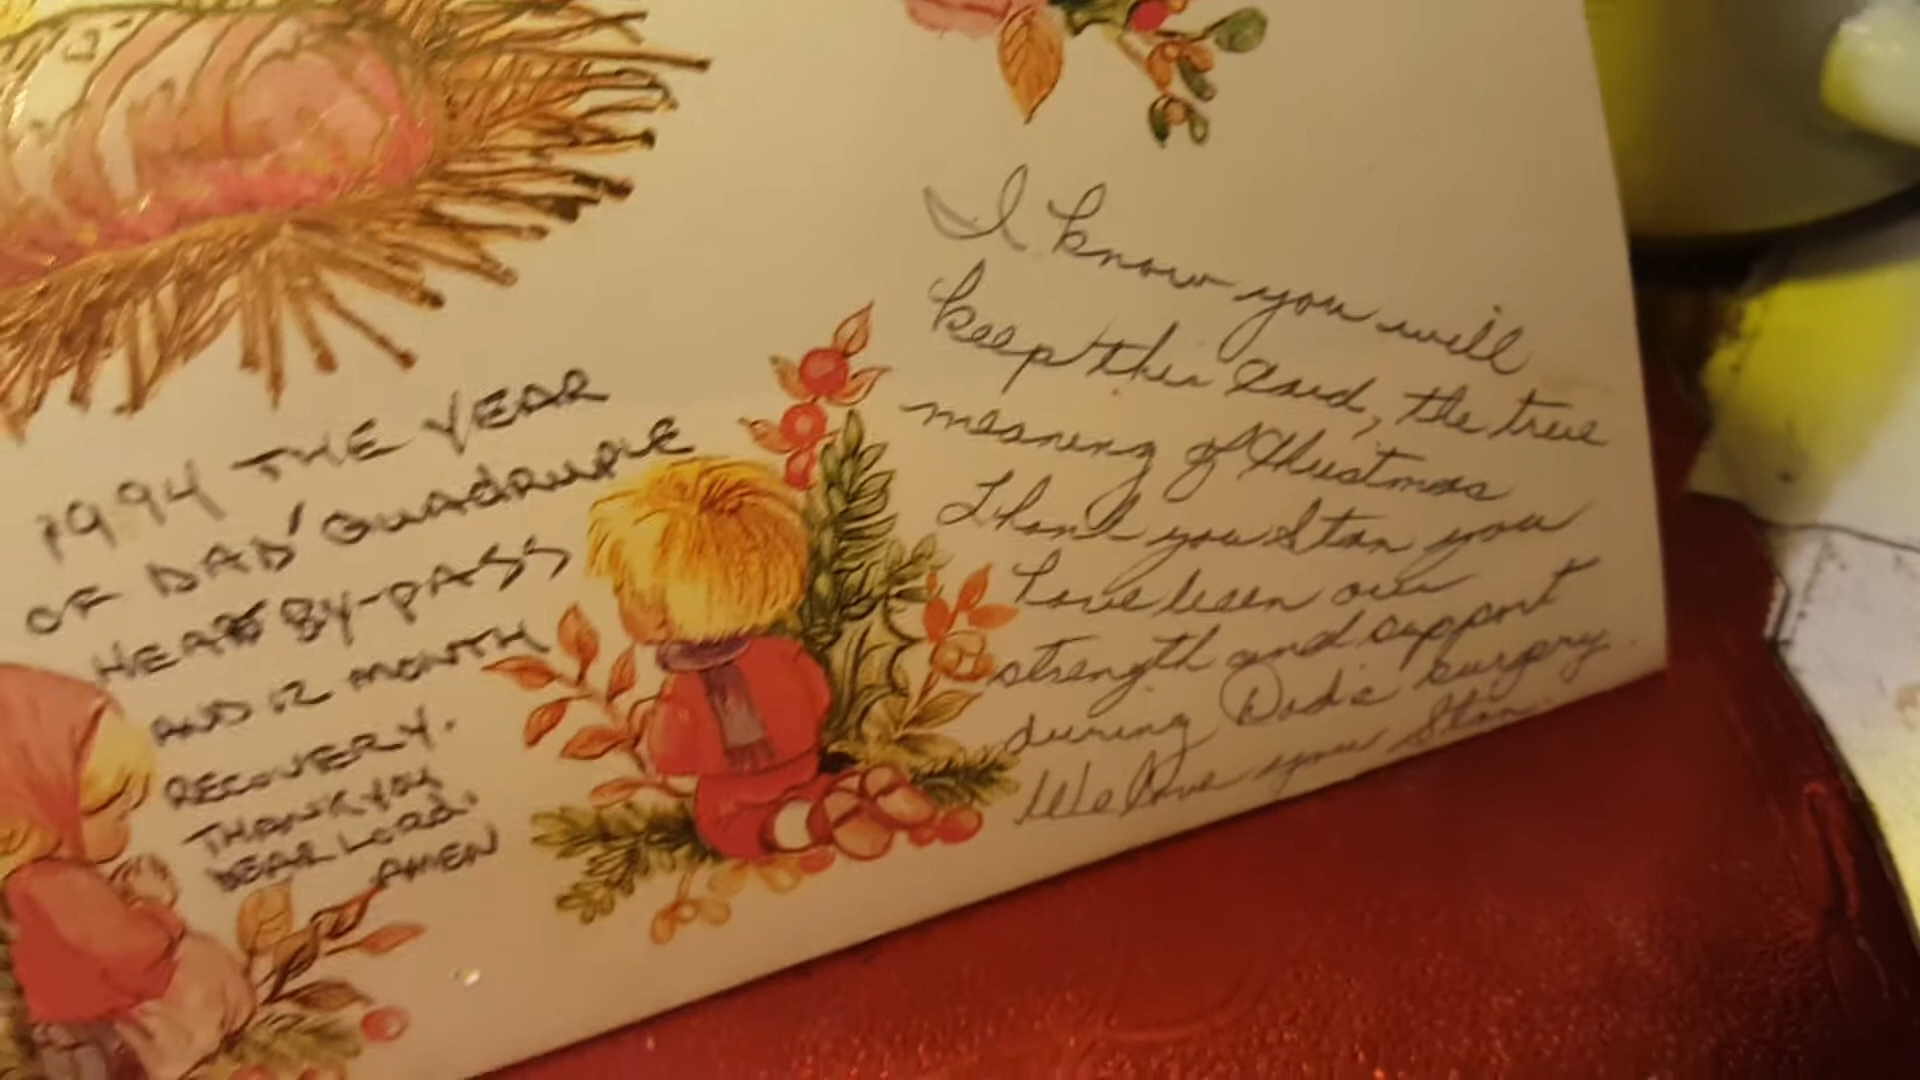 1994 THE YEAR
OF DAD' QUADRUPLE
HEART BY-PASS
AND 12 MONTH
RECOVERY.
THANK YOU
DEAR LORD.
AMEN
I know you will
keep this Card, the true
meaning of Christmas
Thank you Stan you
have been our
strength and support
during Dad's surgery.
We love you Stan.